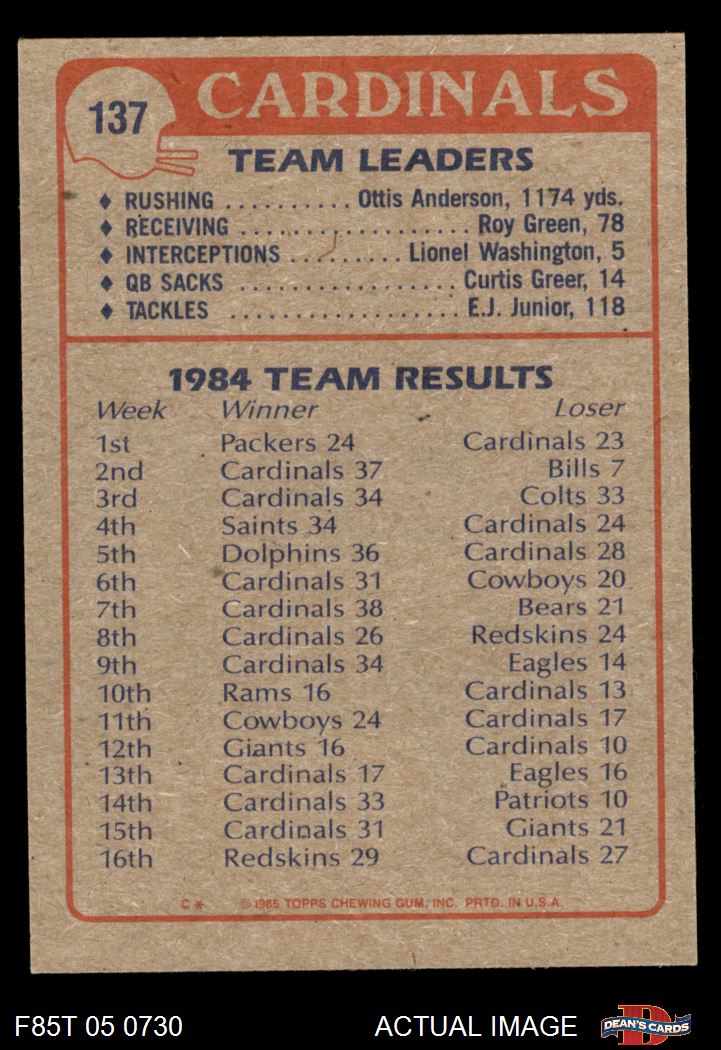 137 CARDINALS
TEAM LEADERS
♦ RUSHING .......... Ottis Anderson, 1174 yds.
♦ RECEIVING .................. Roy Green, 78
♦ INTERCEPTIONS ......... Lionel Washington, 5
♦ QB SACKS ................. Curtis Greer, 14
♦ TACKLES .................. E.J. Junior, 118
1984 TEAM RESULTS
Week Winner Loser
1st Packers 24 Cardinals 23
2nd Cardinals 37 Bills 7
3rd Cardinals 34 Colts 33
4th Saints 34 Cardinals 24
5th Dolphins 36 Cardinals 28
6th Cardinals 31 Cowboys 20
7th Cardinals 38 Bears 21
8th Cardinals 26 Redskins 24
9th Cardinals 34 Eagles 14
10th Rams 16 Cardinals 13
11th Cowboys 24 Cardinals 17
12th Giants 16 Cardinals 10
13th Cardinals 17 Eagles 16
14th Cardinals 33 Patriots 10
15th Cardinals 31 Giants 21
16th Redskins 29 Cardinals 27
C * © 1985 TOPPS CHEWING GUM, INC. PRTD. IN U.S.A.
F85T 05 0730 ACTUAL IMAGE D DEAN'S CARDS